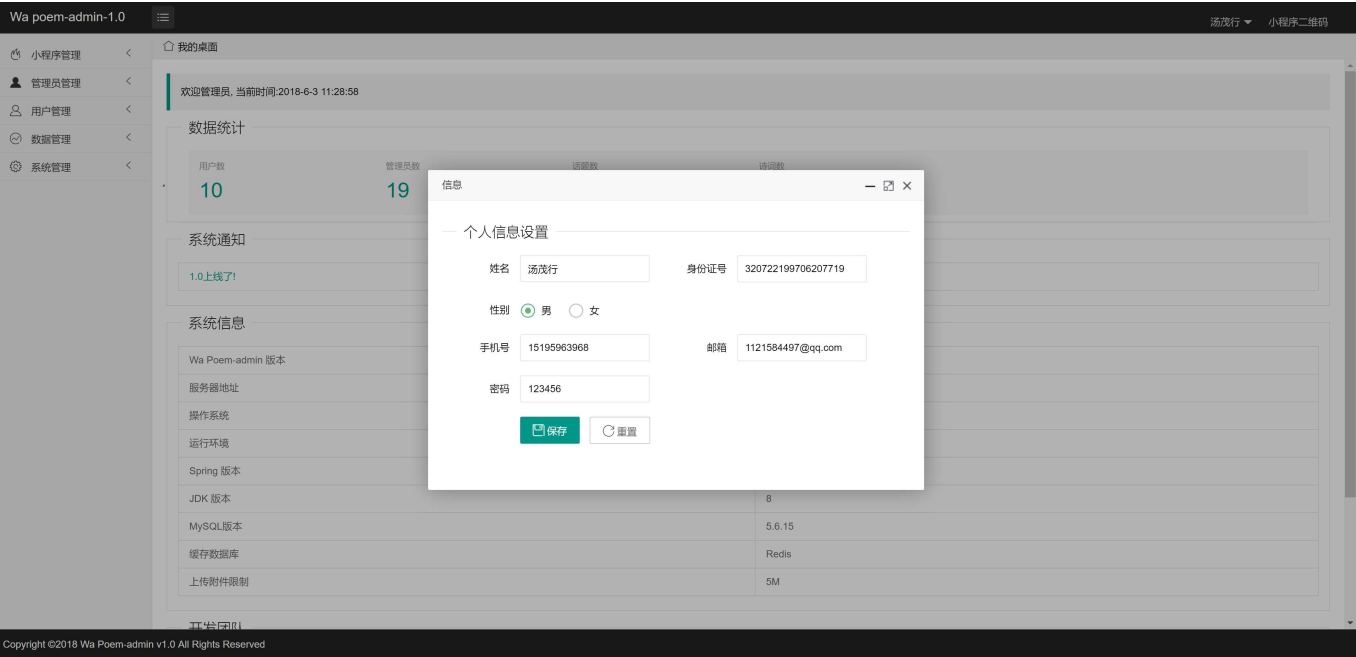 Wa poem-admin-1.0
汤茂行 小程序二维码
小程序管理
管理员管理
用户管理
数据管理
系统管理
我的桌面
欢迎管理员, 当前时间:2018-6-3 11:28:58
数据统计
用户数 管理员数 话题数 诗词数
10 19
信息
个人信息设置
姓名 汤茂行 身份证号 320722199706207719
性别 男 女
手机号 15195963968 邮箱 1121584497@qq.com
密码 123456
保存 重置
系统通知
1.0上线了!
系统信息
Wa Poem-admin 版本
服务器地址
操作系统
运行环境
Spring 版本
JDK 版本 8
MySQL版本 5.6.15
缓存数据库 Redis
上传附件限制 5M
开发团队
Copyright ©2018 Wa Poem-admin v1.0 All Rights Reserved